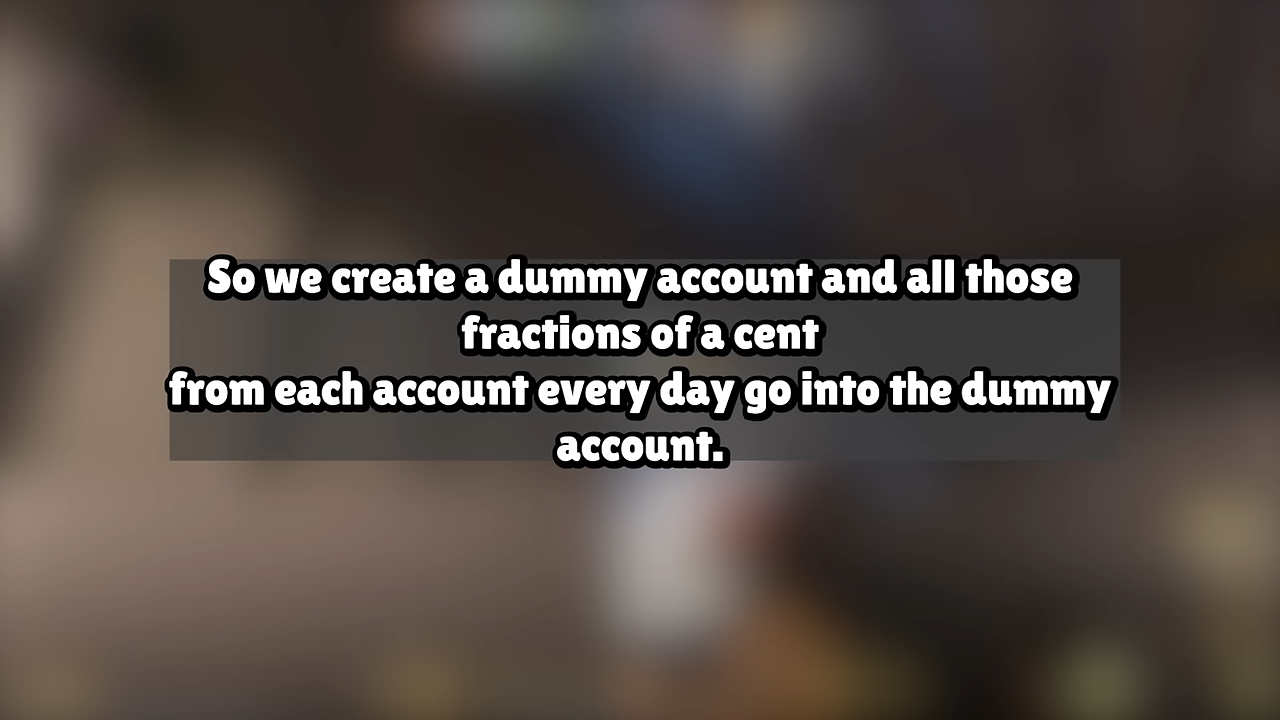 So we create a dummy account and all those
fractions of a cent
from each account every day go into the dummy
account.